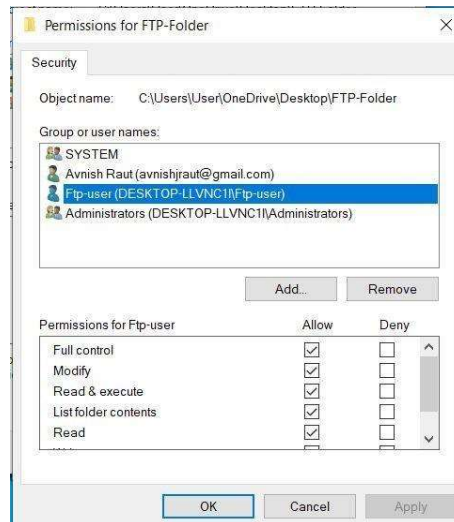 Permissions for FTP-Folder
Security
Object name: C:\Users\User\OneDrive\Desktop\FTP-Folder
Group or user names:
SYSTEM
Avnish Raut (avnishjraut@gmail.com)
Ftp-user (DESKTOP-LLVNC1I\Ftp-user)
Administrators (DESKTOP-LLVNC1I\Administrators)
Add...
Remove
Permissions for Ftp-user Allow Deny
Full control
Modify
Read & execute
List folder contents
Read
OK
Cancel
Apply